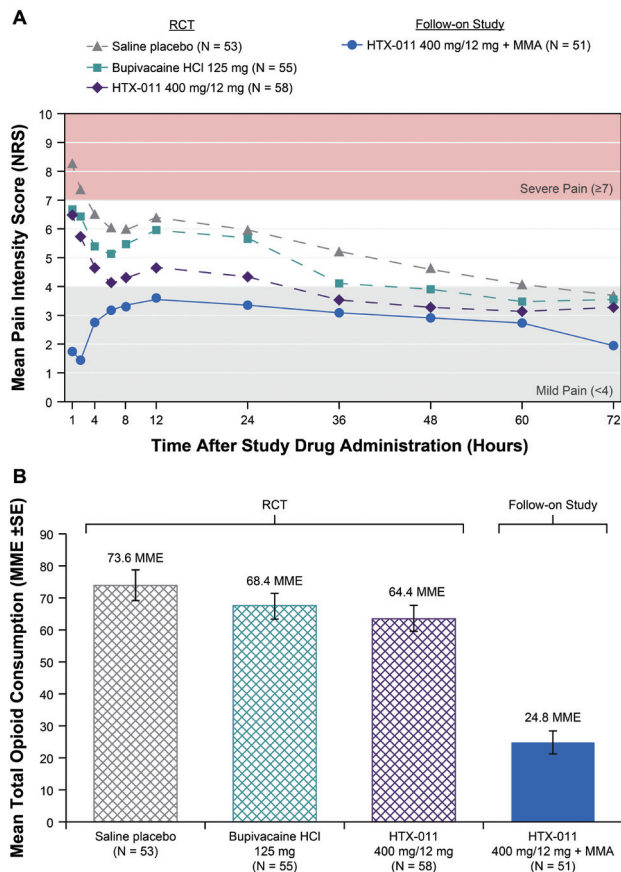 A
RCT
Follow-on Study
Saline placebo (N = 53)
HTX-011 400 mg/12 mg + MMA (N = 51)
Bupivacaine HCl 125 mg (N = 55)
HTX-011 400 mg/12 mg (N = 58)
Mean Pain Intensity Score (NRS)
10
9
8
7
6
5
4
3
2
1
0
Severe Pain (≥7)
Mild Pain (<4)
1 4 8 12 24 36 48 60 72
Time After Study Drug Administration (Hours)
B
RCT
Follow-on Study
Mean Total Opioid Consumption (MME ±SE)
90
80
70
60
50
40
30
20
10
0
73.6 MME
68.4 MME
64.4 MME
24.8 MME
Saline placebo
(N = 53)
Bupivacaine HCl
125 mg
(N = 55)
HTX-011
400 mg/12 mg
(N = 58)
HTX-011
400 mg/12 mg + MMA
(N = 51)